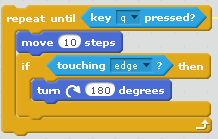 repeat until key q pressed?
move 10 steps
if touching edge ? then
turn 180 degrees